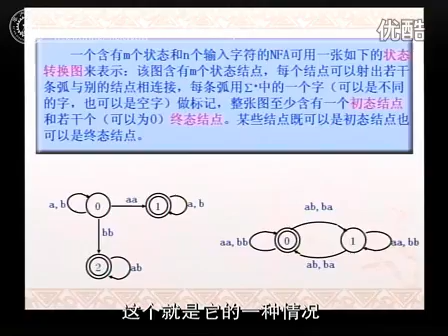 优酷
一个含有m个状态和n个输入字符的NFA可用一张如下的状态
转换图来表示：该图含有m个状态结点，每个结点可以射出若干
条弧与别的结点相连接，每条弧用Σ*中的一个字（可以是不同
的字，也可以是空字）做标记，整张图至少含有一个初态结点
和若干个（可以为0）终态结点。某些结点既可以是初态结点也
可以是终态结点。
a, b
0
aa
1
a, b
bb
2
ab
ab, ba
aa, bb
0
1
aa, bb
ab, ba
这个就是它的一种情况